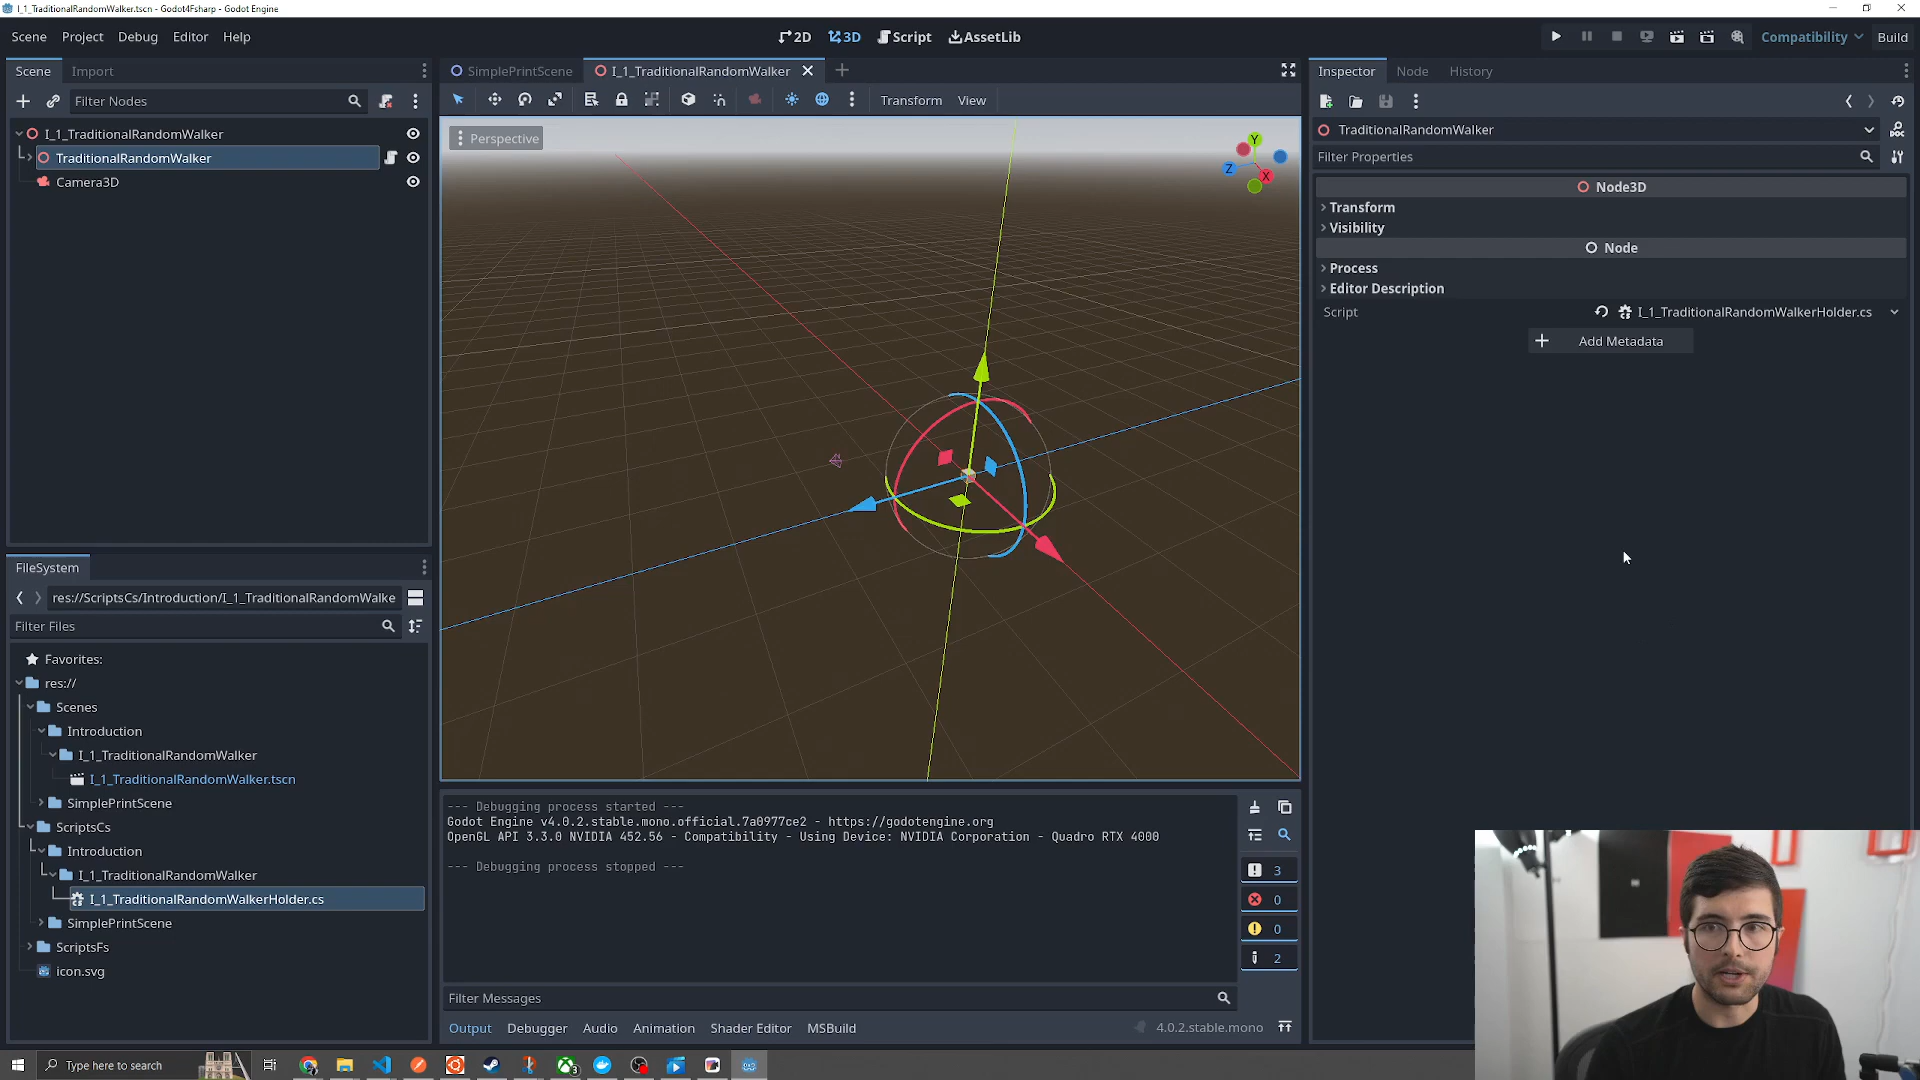 I_1_TraditionalRandomWalker.tscn - Godot4Fsharp - Godot Engine
Scene Project Debug Editor Help
2D 3D Script AssetLib
Compatibility Build
Scene Import
Filter Nodes
I_1_TraditionalRandomWalker
TraditionalRandomWalker
Camera3D
SimplePrintScene I_1_TraditionalRandomWalker
Transform View
Perspective
Y
Z
X
Inspector Node History
TraditionalRandomWalker
Filter Properties
Node3D
Transform
Visibility
Node
Process
Editor Description
Script I_1_TraditionalRandomWalkerHolder.cs
Add Metadata
FileSystem
res://ScriptsCs/Introduction/I_1_TraditionalRandomWalke
Filter Files
Favorites:
res://
Scenes
Introduction
I_1_TraditionalRandomWalker
I_1_TraditionalRandomWalker.tscn
SimplePrintScene
ScriptsCs
Introduction
I_1_TraditionalRandomWalker
I_1_TraditionalRandomWalkerHolder.cs
SimplePrintScene
ScriptsFs
icon.svg
--- Debugging process started ---
Godot Engine v4.0.2.stable.mono.official.7a0977ce2 - https://godotengine.org
OpenGL API 3.3.0 NVIDIA 452.56 - Compatibility - Using Device: NVIDIA Corporation - Quadro RTX 4000
--- Debugging process stopped ---
3
0
0
2
Filter Messages
Output Debugger Audio Animation Shader Editor MSBuild
4.0.2.stable.mono
Type here to search
3